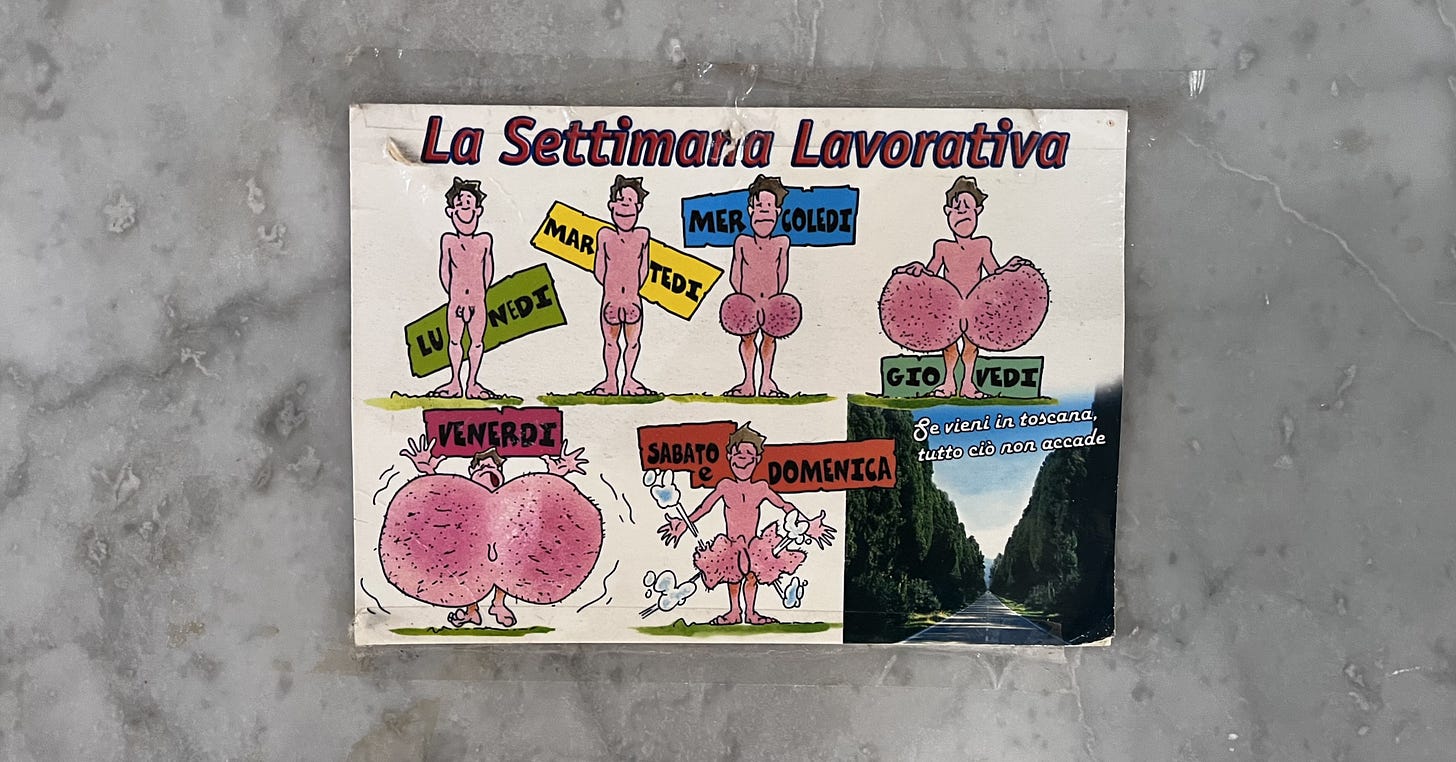 La Settimana Lavorativa
LUNEDI
MARTEDI
MERCOLEDI
GIOVEDI
VENERDI
SABATO
e
DOMENICA
Se vieni in toscana,
tutto ciò non accade